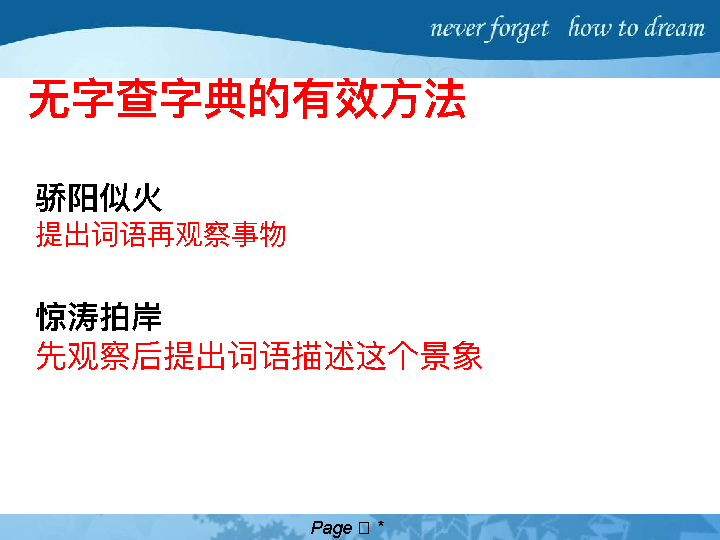 never forget how to dream
无字查字典的有效方法
骄阳似火
提出词语再观察事物
惊涛拍岸
先观察后提出词语描述这个景象
Page *